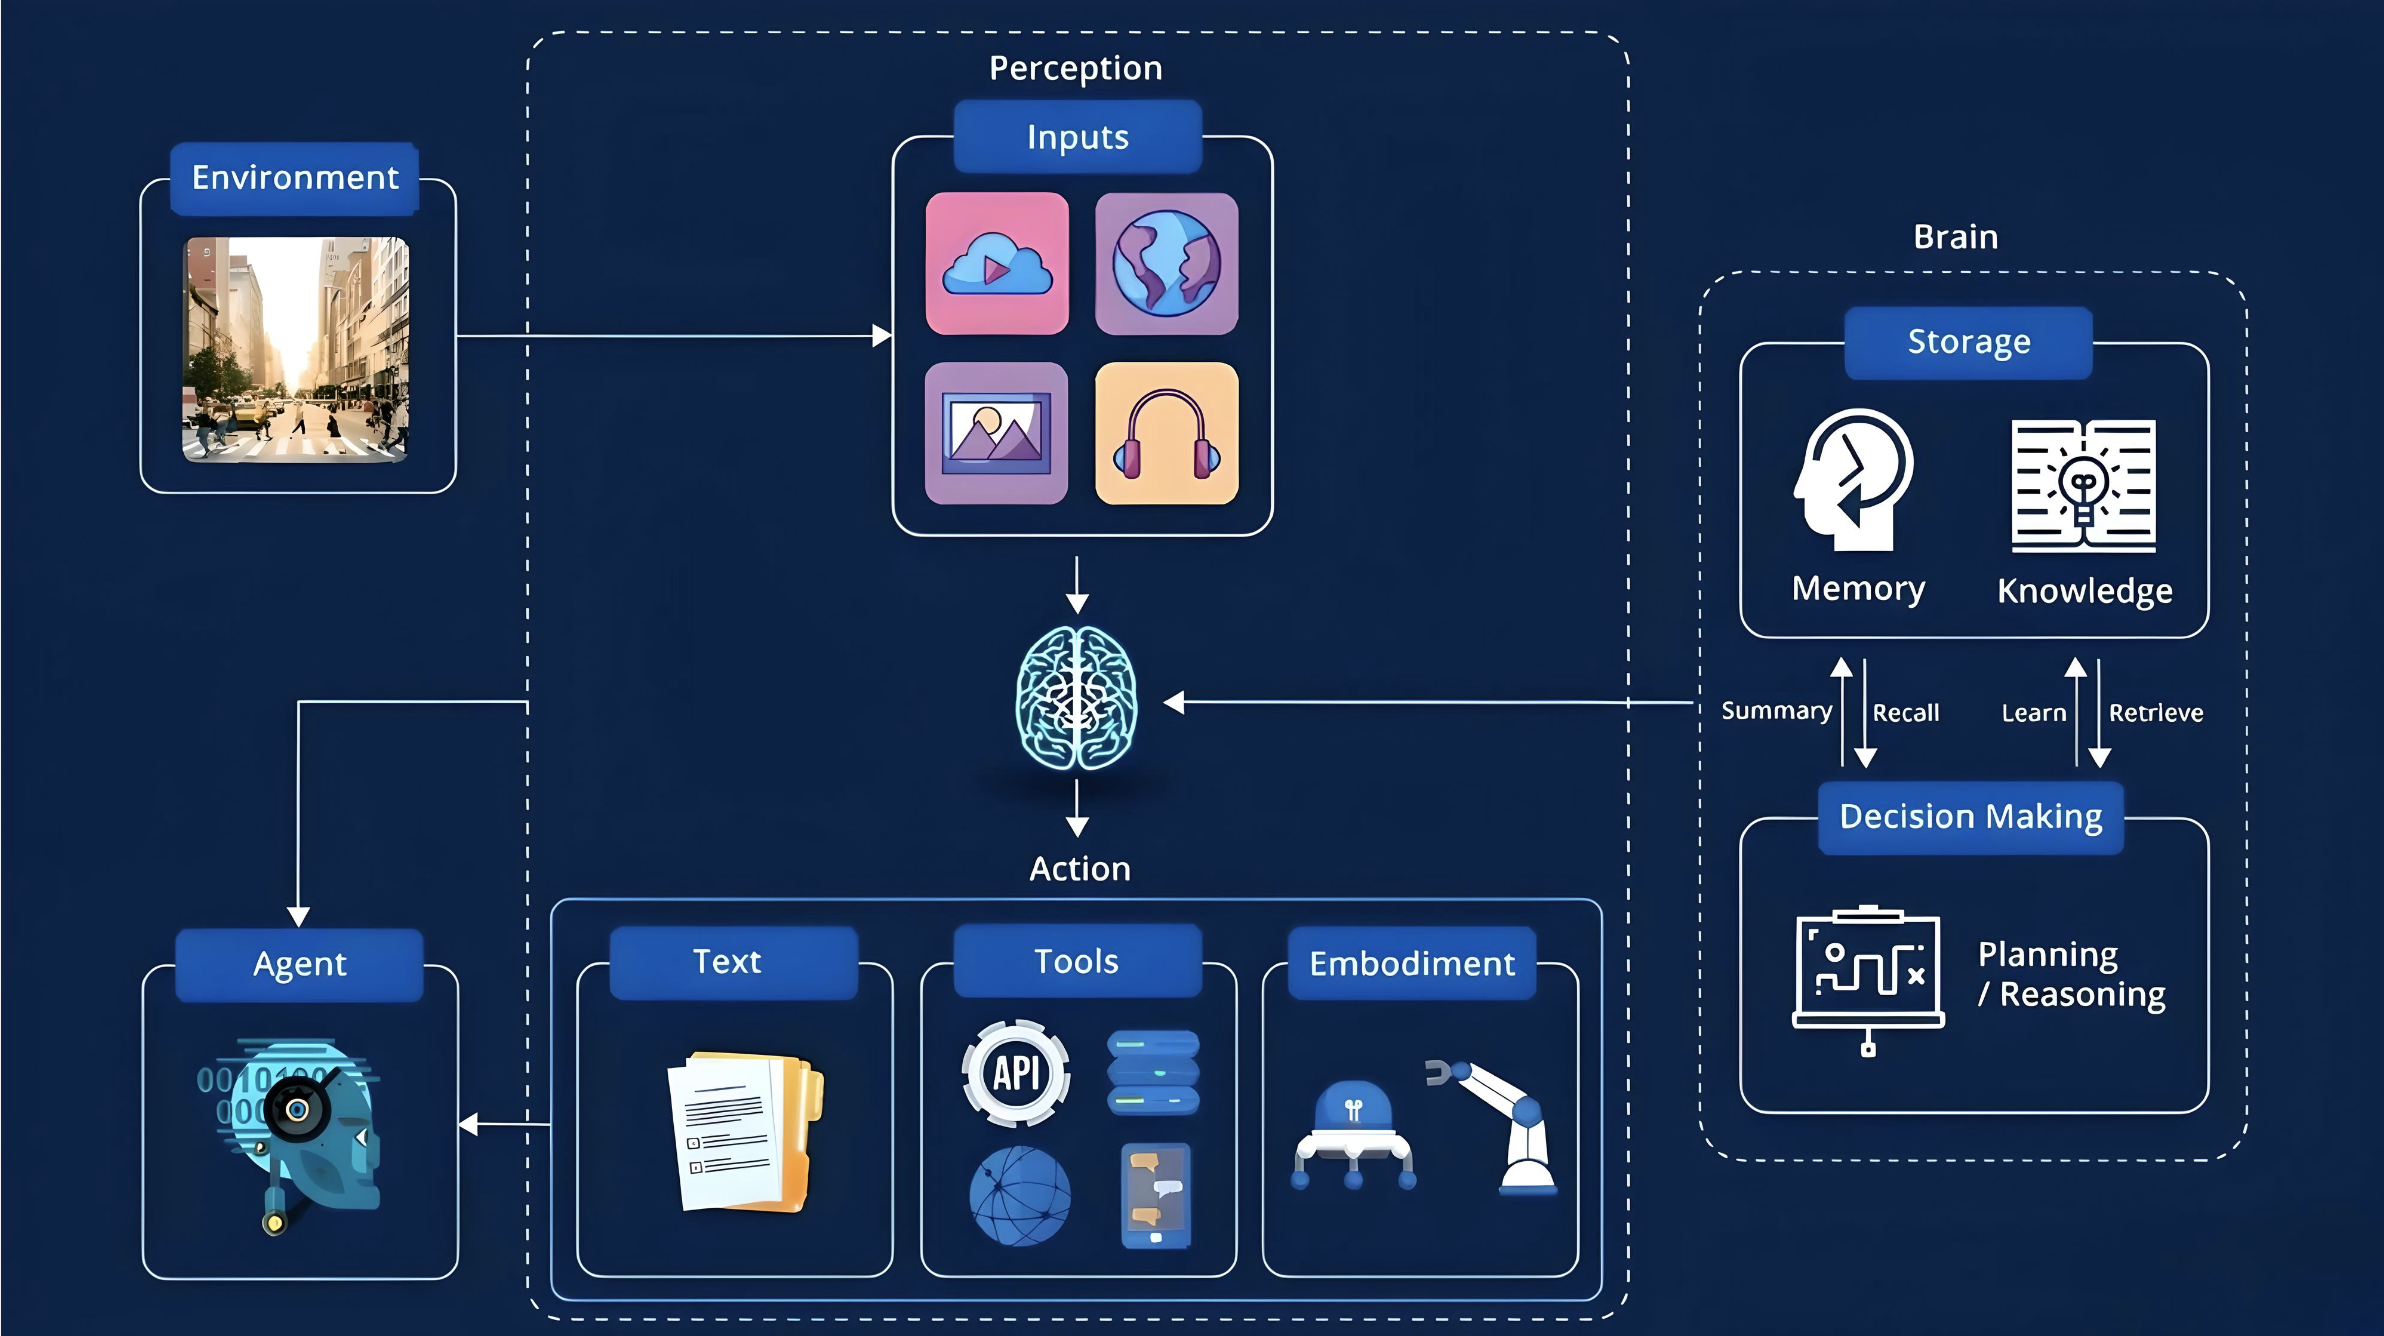 Perception
Inputs
Environment
Brain
Storage
Memory
Knowledge
Summary
Recall
Learn
Retrieve
Decision Making
Planning
/ Reasoning
Action
Agent
Text
Tools
Embodiment
API
0010100
000